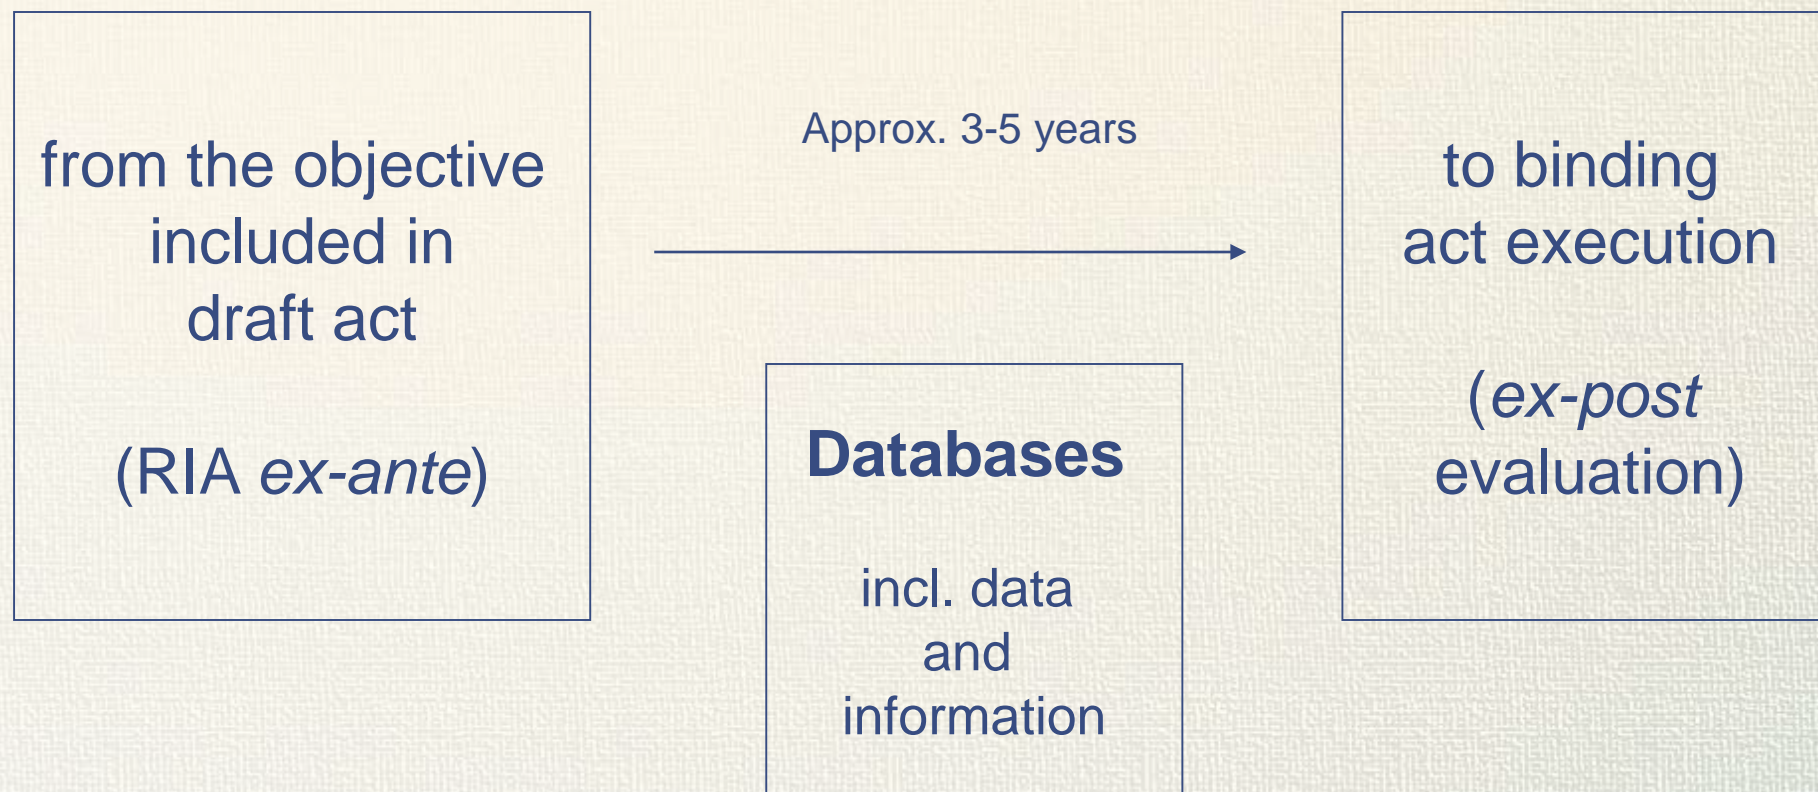 from the objective
included in
draft act
(RIA ex-ante)
Approx. 3-5 years
Databases
incl. data
and
information
to binding
act execution
(ex-post
evaluation)